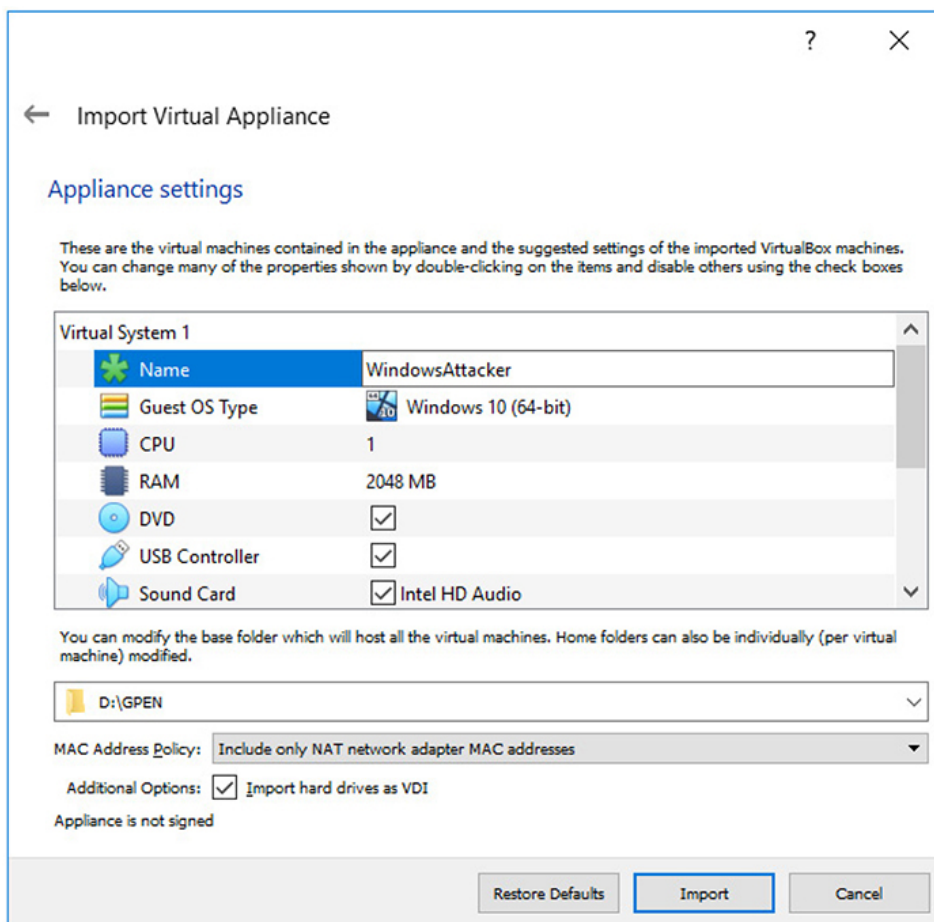 ?
Import Virtual Appliance
Appliance settings
These are the virtual machines contained in the appliance and the suggested settings of the imported VirtualBox machines.
You can change many of the properties shown by double-clicking on the items and disable others using the check boxes
below.
Virtual System 1
Name WindowsAttacker
Guest OS Type Windows 10 (64-bit)
CPU 1
RAM 2048 MB
DVD
USB Controller
Sound Card Intel HD Audio
You can modify the base folder which will host all the virtual machines. Home folders can also be individually (per virtual
machine) modified.
D:\GPEN
MAC Address Policy: Include only NAT network adapter MAC addresses
Additional Options: Import hard drives as VDI
Appliance is not signed
Restore Defaults Import Cancel